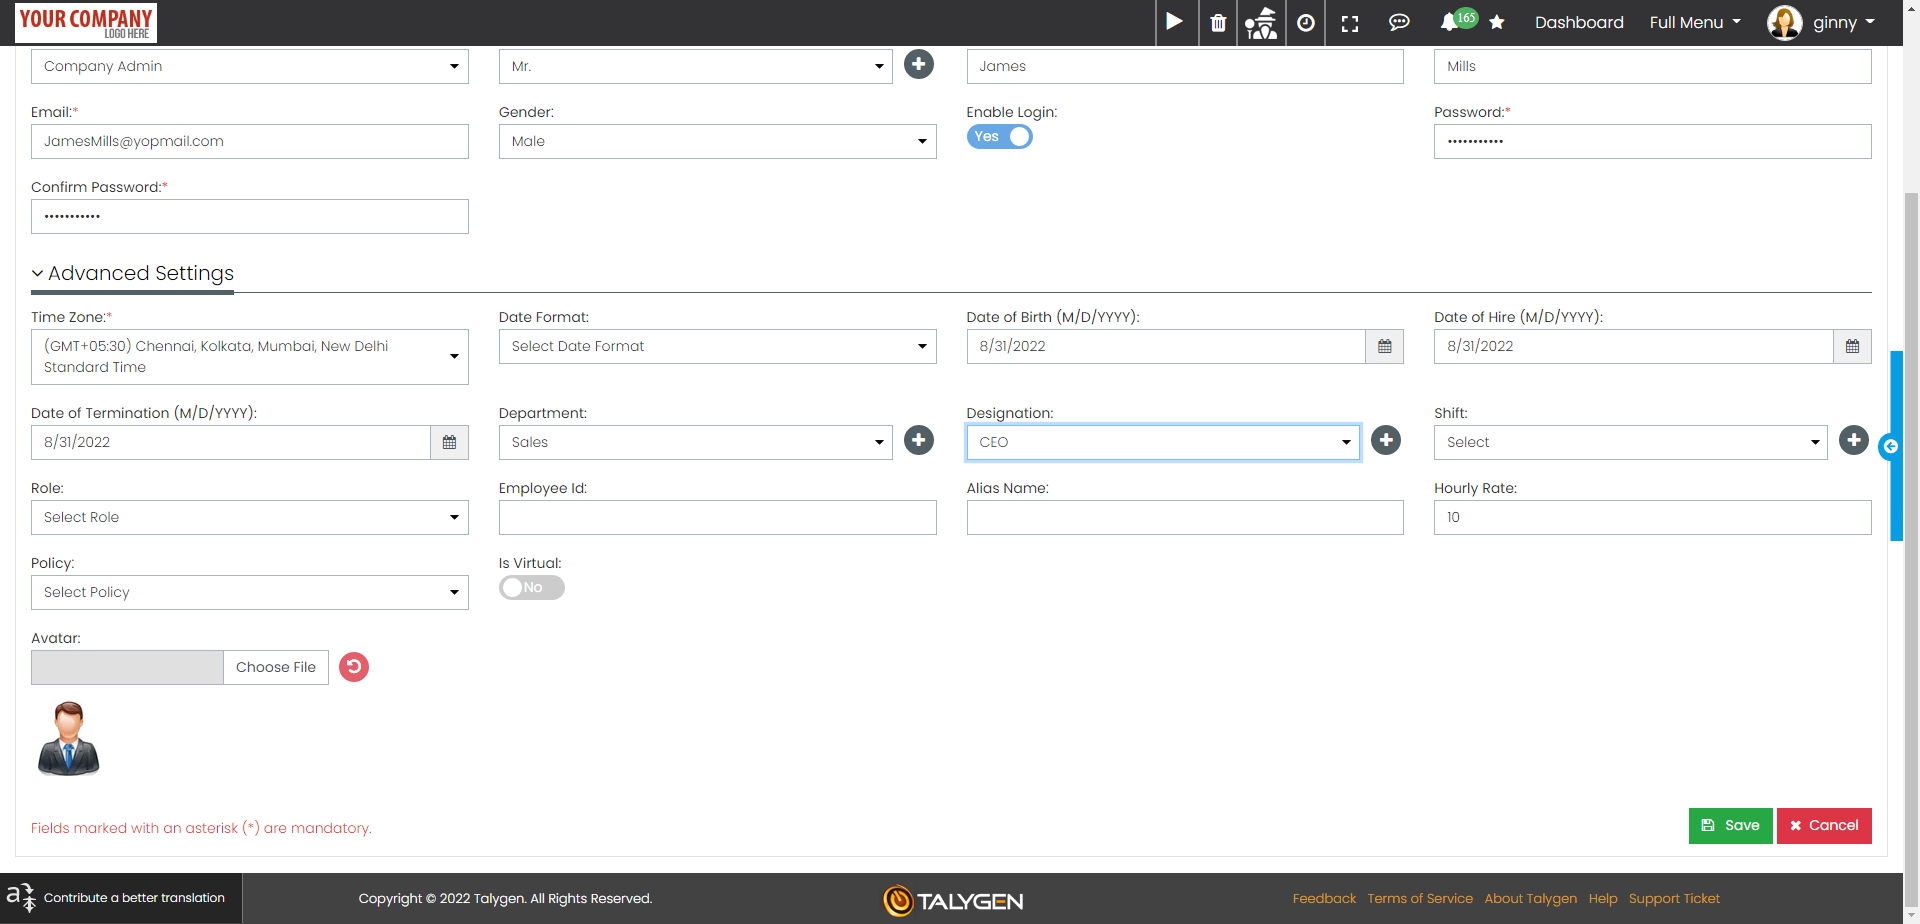 YOUR COMPANY
LOGO HERE
165
Dashboard
Full Menu
ginny
Company Admin
Mr.
James
Mills
Email:*
Gender:
Enable Login:
Password:*
JamesMills@yopmail.com
Male
Yes
•••••••••••
Confirm Password:*
•••••••••••
Advanced Settings
Time Zone:*
Date Format:
Date of Birth (M/D/YYYY):
Date of Hire (M/D/YYYY):
(GMT+05:30) Chennai, Kolkata, Mumbai, New Delhi
Standard Time
Select Date Format
8/31/2022
8/31/2022
Date of Termination (M/D/YYYY):
Department:
Designation:
Shift:
8/31/2022
Sales
CEO
Select
Role:
Employee Id:
Alias Name:
Hourly Rate:
Select Role
10
Policy:
Is Virtual:
Select Policy
No
Avatar:
Choose File
Fields marked with an asterisk (*) are mandatory.
Save
Cancel
Contribute a better translation
Copyright © 2022 Talygen. All Rights Reserved.
TALYGEN
Feedback
Terms of Service
About Talygen
Help
Support Ticket